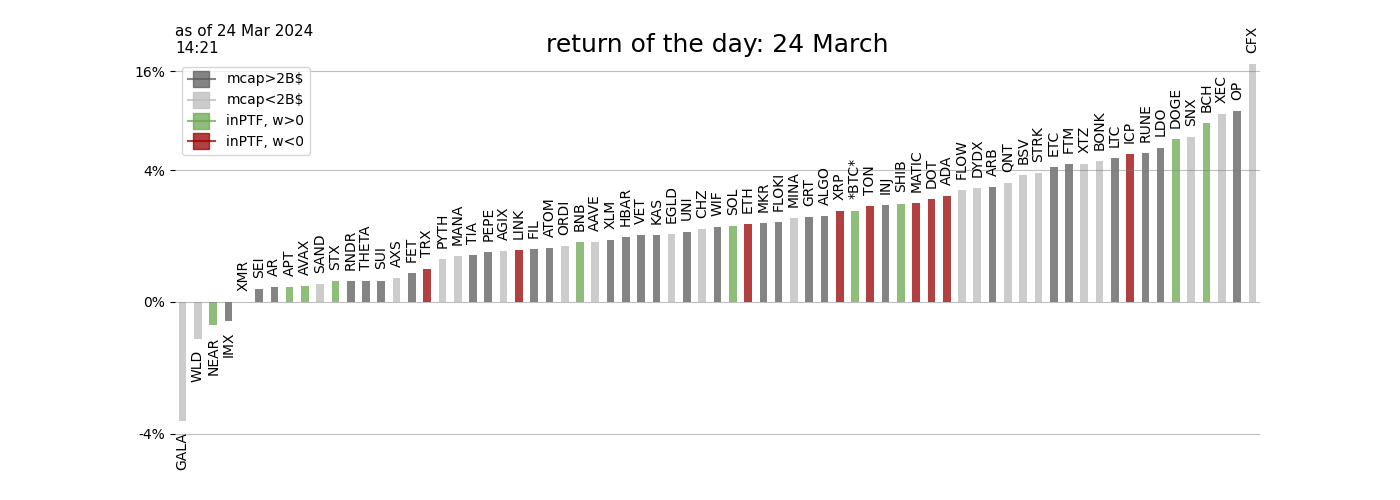 as of 24 Mar 2024
14:21
return of the day: 24 March
mcap>2B$
mcap<2B$
inPTF, w>0
inPTF, w<0
16%
4%
0%
-4%
GALA
WLD
NEAR
IMX
XMR
SEI
AR
APT
AVAX
SAND
STX
RNDR
THETA
SUI
AXS
FET
TRX
PYTH
MANA
TIA
PEPE
AGIX
LINK
FIL
ATOM
ORDI
BNB
AAVE
XLM
HBAR
VET
KAS
EGLD
UNI
CHZ
WIF
SOL
ETH
MKR
FLOKI
MINA
GRT
ALGO
XRP
*BTC*
TON
INJ
SHIB
MATIC
DOT
ADA
FLOW
DYDX
ARB
QNT
BSV
STRK
ETC
FTM
XTZ
BONK
LTC
ICP
RUNE
LDO
DOGE
SNX
BCH
XEC
OP
CFX